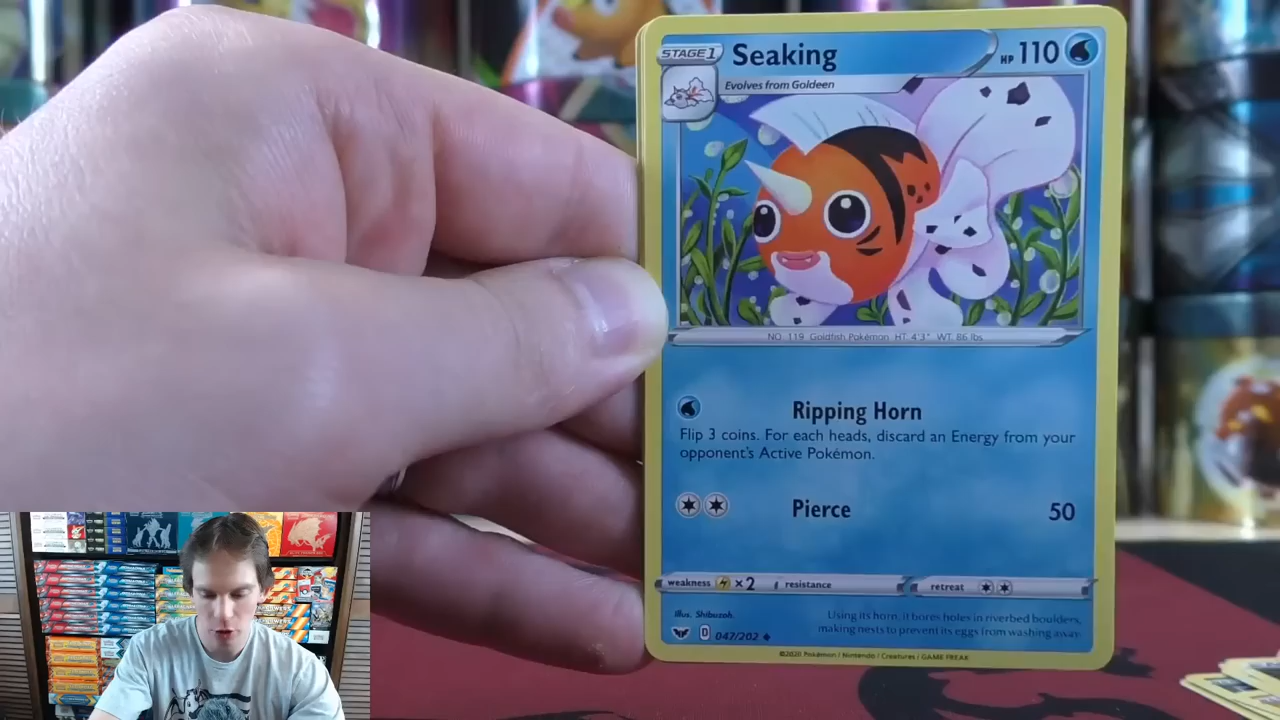 STAGE 1 Seaking HP 110
Evolves from Goldeen
NO. 119 Goldfish Pokémon HT: 4'3" WT: 86 lbs
Ripping Horn
Flip 3 coins. For each heads, discard an Energy from your
opponent's Active Pokémon.
Pierce 50
weakness ×2 resistance retreat
Illus. Shibuzoh.
Using its horn, it bores holes in riverbed boulders,
making nests to prevent its eggs from washing away.
D 047/202
©2020 Pokémon / Nintendo / Creatures / GAME FREAK